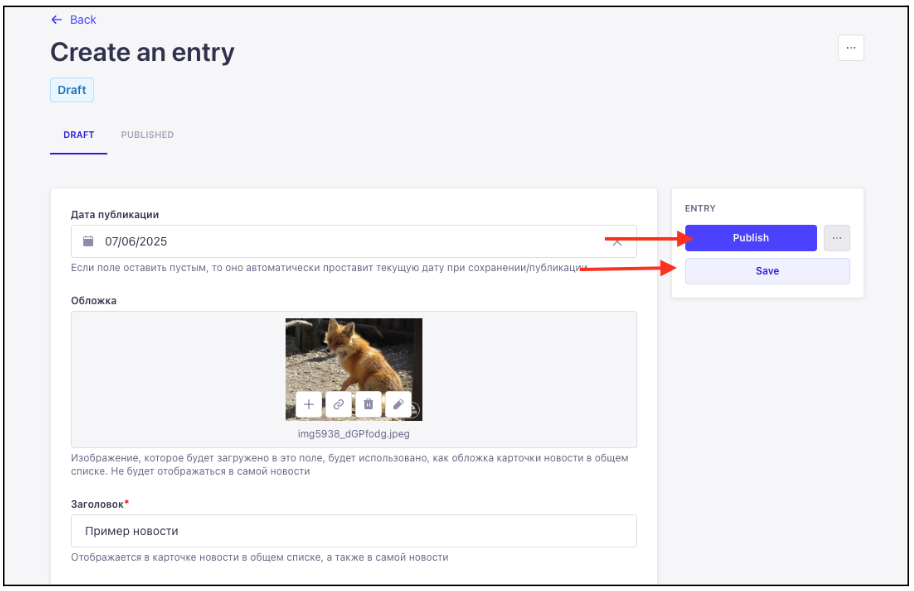 Back
Create an entry
Draft
DRAFT PUBLISHED
Дата публикации
07/06/2025
Если поле оставить пустым, то оно автоматически проставит текущую дату при сохранении/публикации
Обложка
img5938_dGPfodg.jpeg
Изображение, которое будет загружено в это поле, будет использовано, как обложка карточки новости в общем
списке. Не будет отображаться в самой новости
Заголовок*
Пример новости
Отображается в карточке новости в общем списке, а также в самой новости
ENTRY
Publish
Save